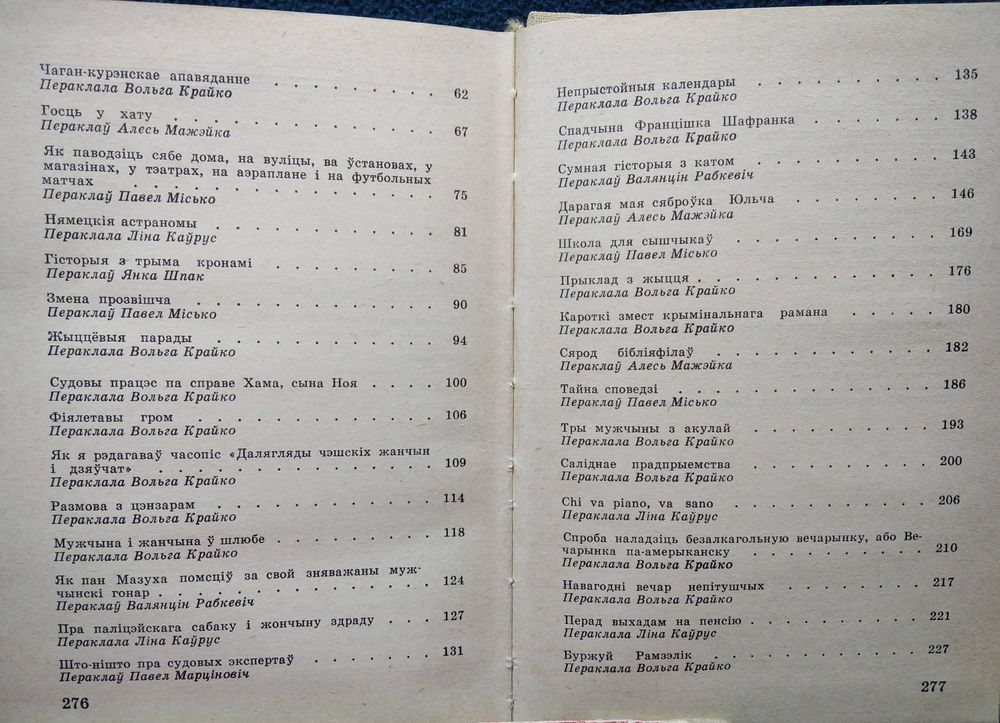 Чаган-курэнскае апавяданне . . . . . . . . . 62
Пераклала Вольга Крайко
Госць у хату . . . . . . . . . . . . . 67
Пераклаў Алесь Мажэйка
Як паводзіць сябе дома, на вуліцы, ва ўстановах, у
магазінах, у тэатрах, на аэраплане і на футбольных
матчах . . . . . . . . . . . . . . . 75
Пераклаў Павел Місько
Нямецкія астраномы . . . . . . . . . . . 81
Пераклала Ліна Каўрус
Гісторыя з трыма кронамі . . . . . . . . . 85
Пераклаў Янка Шпак
Змена прозвішча . . . . . . . . . . . . 90
Пераклаў Павел Місько
Жыццёвыя парады . . . . . . . . . . . . 94
Пераклала Вольга Крайко
Судовы працэс па справе Хама, сына Ноя . . . . 100
Пераклала Вольга Крайко
Фіялетавы гром . . . . . . . . . . . . 106
Пераклала Вольга Крайко
Як я рэдагаваў часопіс «Далягляды чэшскіх жанчын
і дзяўчат» . . . . . . . . . . . . . . 109
Пераклала Вольга Крайко
Размова з цэнзарам . . . . . . . . . . . 114
Пераклала Вольга Крайко
Мужчына і жанчына ў шлюбе . . . . . . . . 118
Пераклала Вольга Крайко
Як пан Мазуха помсціў за свой зняважаны муж-
чынскі гонар . . . . . . . . . . . . . 124
Пераклаў Валянцін Рабкевіч
Пра паліцэйскага сабаку і жончыну здраду . . . 127
Пераклала Ліна Каўрус
Што-нішто пра судовых экспертаў . . . . . . 131
Пераклаў Павел Марціновіч
276
Непрыстойныя календары . . . . . . . . . . 135
Пераклала Вольга Крайко
Спадчына Францішка Шафранка . . . . . . . 138
Пераклала Вольга Крайко
Сумная гісторыя з катом . . . . . . . . . 143
Пераклаў Валянцін Рабкевіч
Дарагая мая сяброўка Юльча . . . . . . . . 146
Пераклаў Алесь Мажэйка
Школа для сышчыкаў . . . . . . . . . . . 169
Пераклаў Павел Місько
Прыклад з жыцця . . . . . . . . . . . . 176
Пераклала Вольга Крайко
Кароткі змест крымінальнага рамана . . . . . 180
Пераклала Вольга Крайко
Сярод бібліяфілаў . . . . . . . . . . . 182
Пераклаў Алесь Мажэйка
Тайна споведзі . . . . . . . . . . . . . 186
Пераклаў Павел Місько
Тры мужчыны з акулай . . . . . . . . . . 193
Пераклала Вольга Крайко
Саліднае прадпрыемства . . . . . . . . . . 200
Пераклала Вольга Крайко
Chi va piano, va sano . . . . . . . . . . 206
Пераклала Ліна Каўрус
Спроба наладзіць безалкагольную вечарынку, або Ве-
чарынка па-амерыканску . . . . . . . . . . 210
Пераклала Вольга Крайко
Навагодні вечар непітушчых . . . . . . . . 217
Пераклала Вольга Крайко
Перад выхадам на пенсію . . . . . . . . . 221
Пераклала Ліна Каўрус
Буржуй Рамзэлік . . . . . . . . . . . . 227
Пераклала Вольга Крайко
277